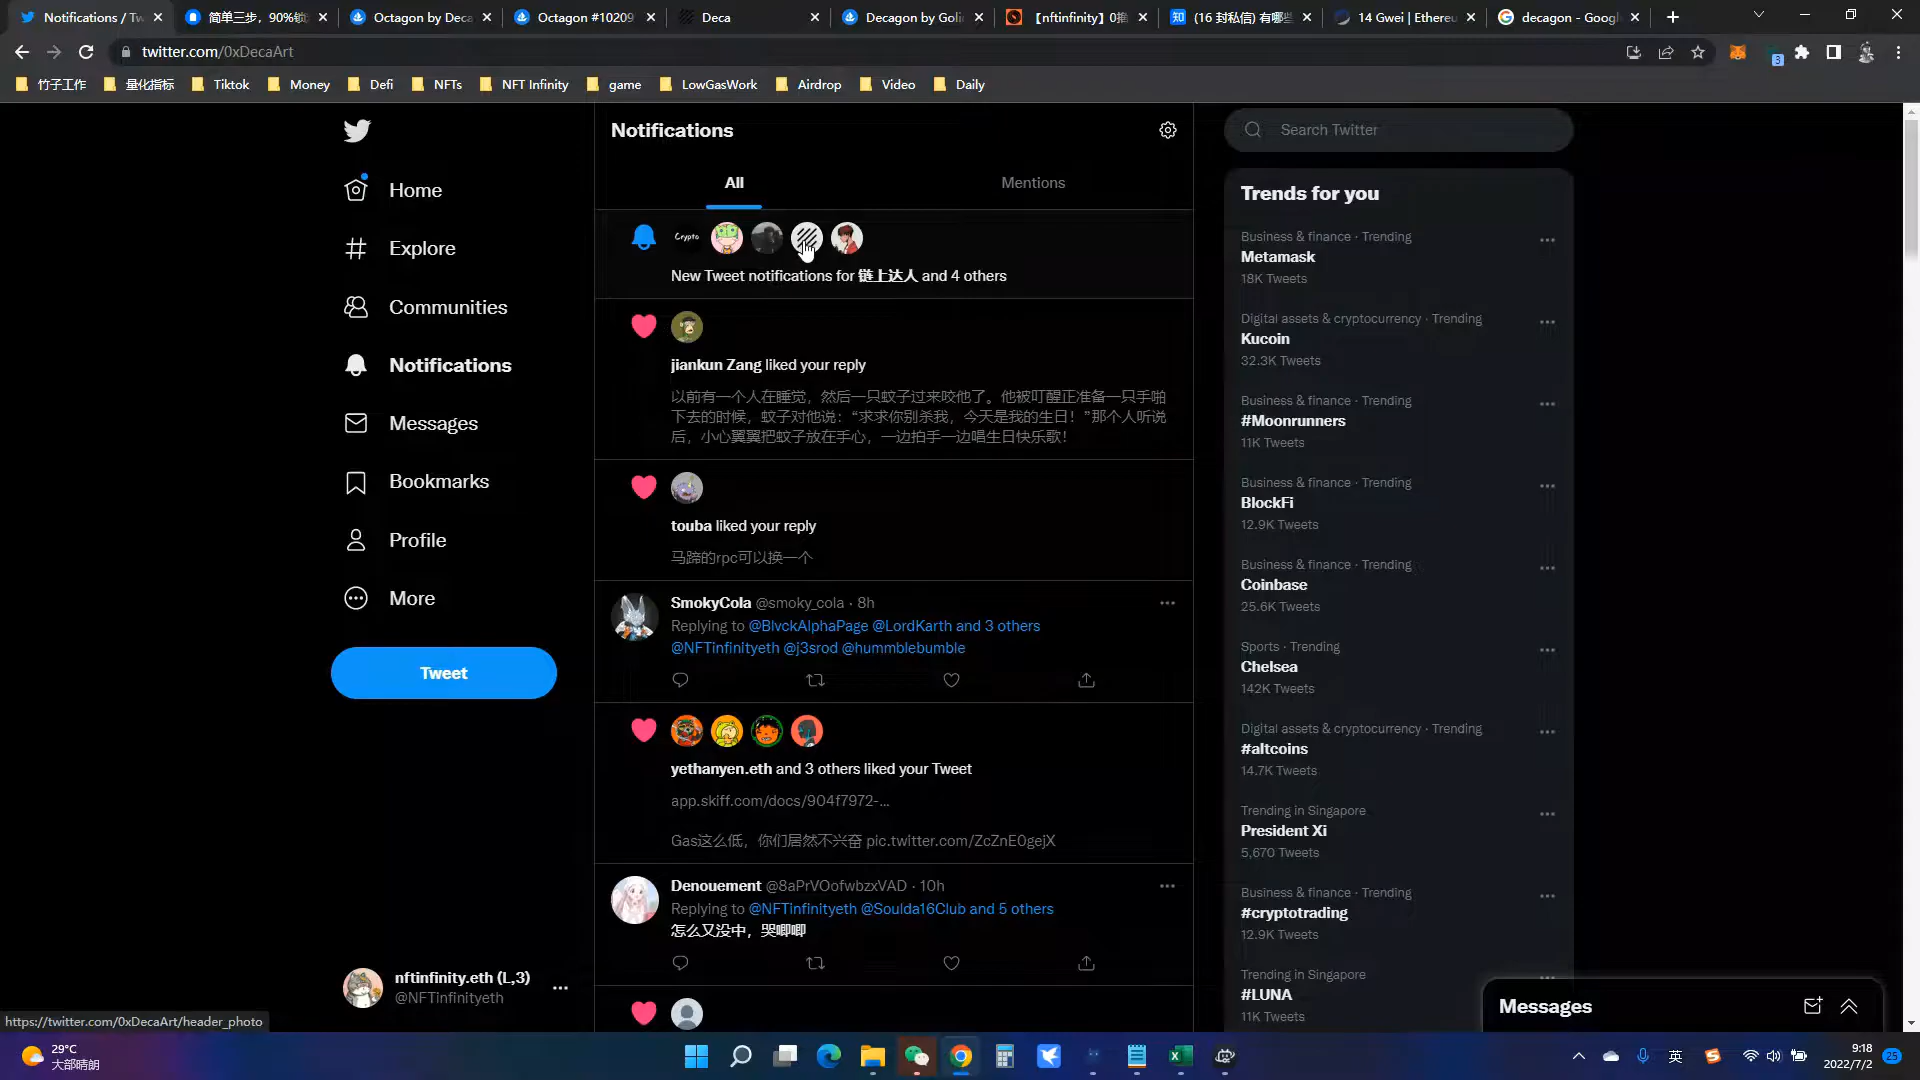 Notifications / Tw
简单三步，90%锁
Octagon by Deca
Octagon #10209
Deca
Decagon by Goli
【nftinfinity】0撸
(16 封私信) 有哪些
14 Gwei | Ethereu
decagon - Googl
twitter.com/0xDecaArt
3
竹子工作
量化指标
Tiktok
Money
Defi
NFTs
NFT Infinity
game
LowGasWork
Airdrop
Video
Daily
Home
Explore
Communities
Notifications
Messages
Bookmarks
Profile
More
Tweet
nftinfinity.eth (L,3)
@NFTinfinityeth
https://twitter.com/0xDecaArt/header_photo
Notifications
All
Mentions
Crypto
New Tweet notifications for 链上达人 and 4 others
jiankun Zang liked your reply
以前有一个人在睡觉，然后一只蚊子过来咬他了。他被叮醒正准备一只手啪
下去的时候，蚊子对他说：“求求你别杀我，今天是我的生日！”那个人听说
后，小心翼翼把蚊子放在手心，一边拍手一边唱生日快乐歌！
touba liked your reply
马蹄的rpc可以换一个
SmokyCola @smoky_cola · 8h
Replying to @BlvckAlphaPage @LordKarth and 3 others
@NFTinfinityeth @j3srod @hummblebumble
yethanyen.eth and 3 others liked your Tweet
app.skiff.com/docs/904f7972-...
Gas这么低，你们居然不兴奋 pic.twitter.com/ZcZnE0gejX
Denouement @8aPrVOofwbzxVAD · 10h
Replying to @NFTinfinityeth @Soulda16Club and 5 others
怎么又没中，哭唧唧
Search Twitter
Trends for you
Business & finance · Trending
Metamask
18K Tweets
Digital assets & cryptocurrency · Trending
Kucoin
32.3K Tweets
Business & finance · Trending
#Moonrunners
11K Tweets
Business & finance · Trending
BlockFi
12.9K Tweets
Business & finance · Trending
Coinbase
25.6K Tweets
Sports · Trending
Chelsea
142K Tweets
Digital assets & cryptocurrency · Trending
#altcoins
14.7K Tweets
Trending in Singapore
President Xi
5,670 Tweets
Business & finance · Trending
#cryptotrading
12.9K Tweets
Trending in Singapore
#LUNA
11K Tweets
Messages
29°C
大部晴朗
英
9:18
2022/7/2
25